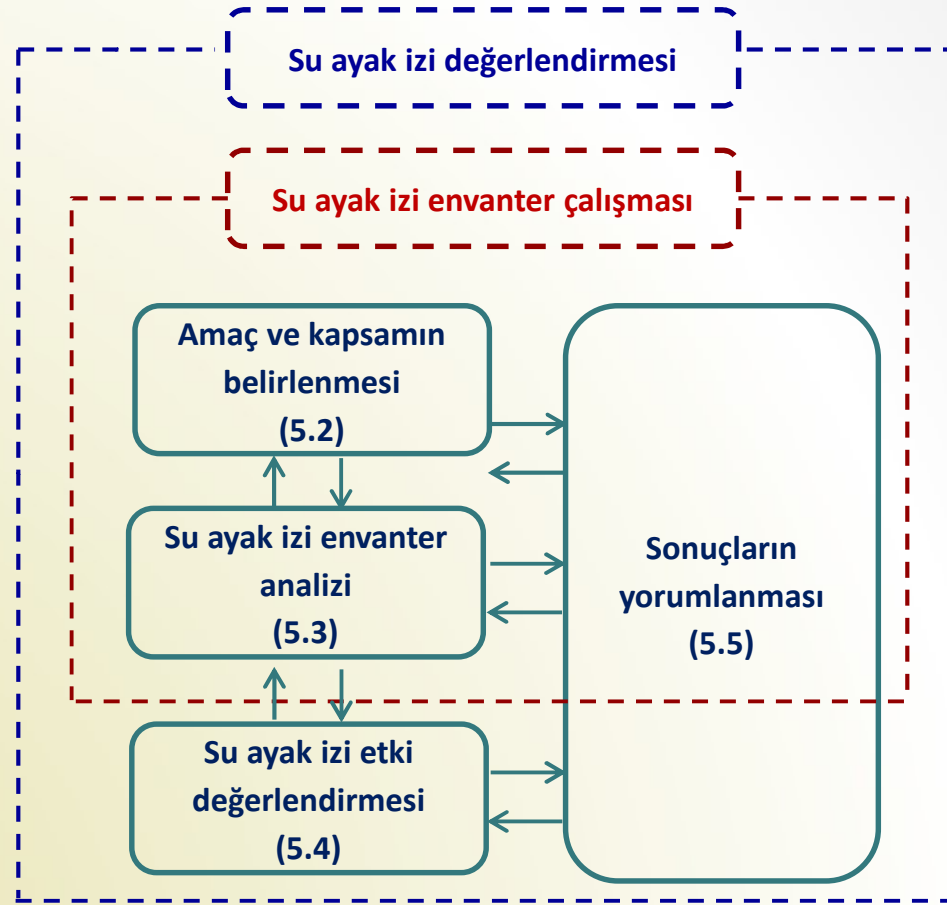 Su ayak izi değerlendirmesi
Su ayak izi envanter çalışması
Amaç ve kapsamın
belirlenmesi
(5.2)
Su ayak izi envanter
analizi
(5.3)
Su ayak izi etki
değerlendirmesi
(5.4)
Sonuçların
yorumlanması
(5.5)